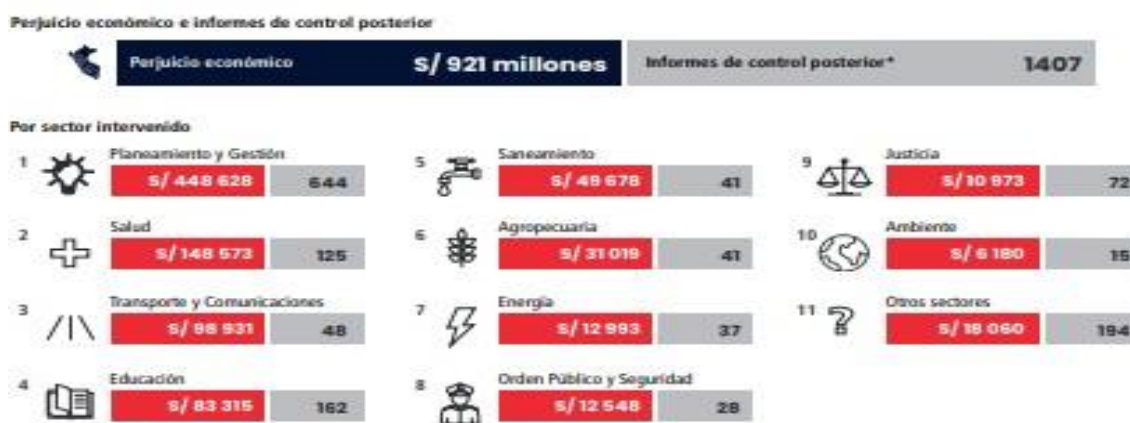 Perjuicio económico e informes de control posterior
Perjuicio económico S/ 921 millones Informes de control posterior* 1407
Por sector intervenido
1 Planeamiento y Gestión
S/ 448 628 644
2 Salud
S/ 148 573 125
3 Transporte y Comunicaciones
S/ 98 931 48
4 Educación
S/ 83 315 162
5 Saneamiento
S/ 49 678 41
6 Agropecuaria
S/ 31 019 41
7 Energía
S/ 12 993 37
8 Orden Público y Seguridad
S/ 12 548 28
9 Justicia
S/ 10 973 72
10 Ambiente
S/ 6 180 15
11 Otros sectores
S/ 18 060 194